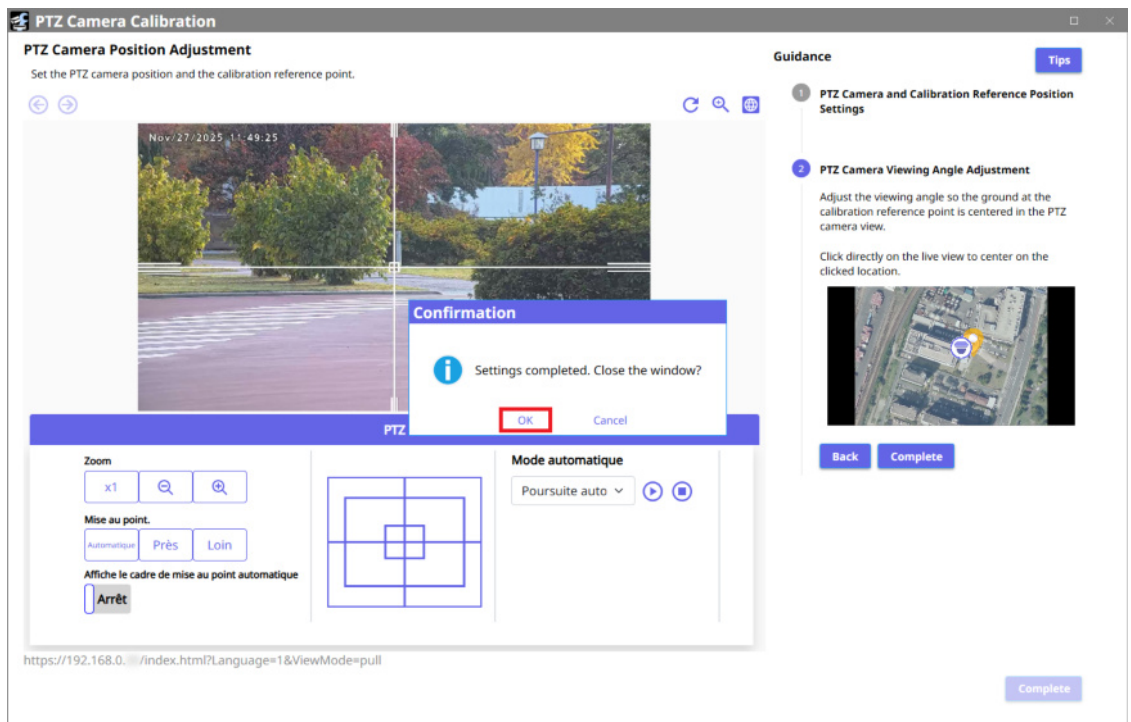 PTZ Camera Calibration
PTZ Camera Position Adjustment
Set the PTZ camera position and the calibration reference point.
Nov/27/2025 11:49:25
Confirmation
Settings completed. Close the window?
OK
Cancel
PTZ
Zoom
x1
Mise au point.
Automatique
Près
Loin
Affiche le cadre de mise au point automatique
Arrêt
Mode automatique
Poursuite auto
https://192.168.0. /index.html?Language=1&ViewMode=pull
Guidance
Tips
1
PTZ Camera and Calibration Reference Position
Settings
2
PTZ Camera Viewing Angle Adjustment
Adjust the viewing angle so the ground at the
calibration reference point is centered in the PTZ
camera view.
Click directly on the live view to center on the
clicked location.
Back
Complete
Complete